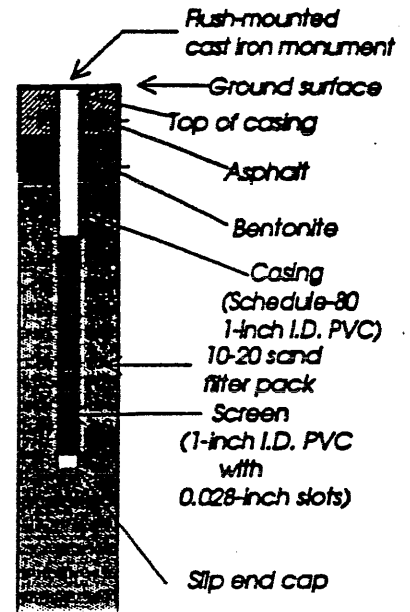 Flush-mounted
cast iron monument
Ground surface
Top of casing
Asphalt
Bentonite
Casing
(Schedule-80
1-inch I.D. PVC)
10-20 sand
filter pack
Screen
(1-inch I.D. PVC
with
0.028-inch slots)
Slip end cap